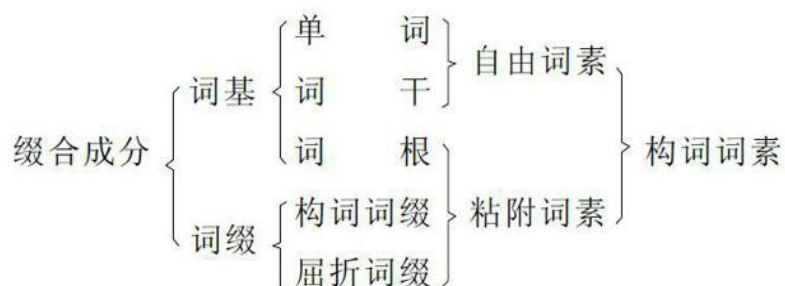 单 词
自由词素
词基
词 干
缀合成分
词 根
构词词素
构词词缀
粘附词素
词缀
屈折词缀